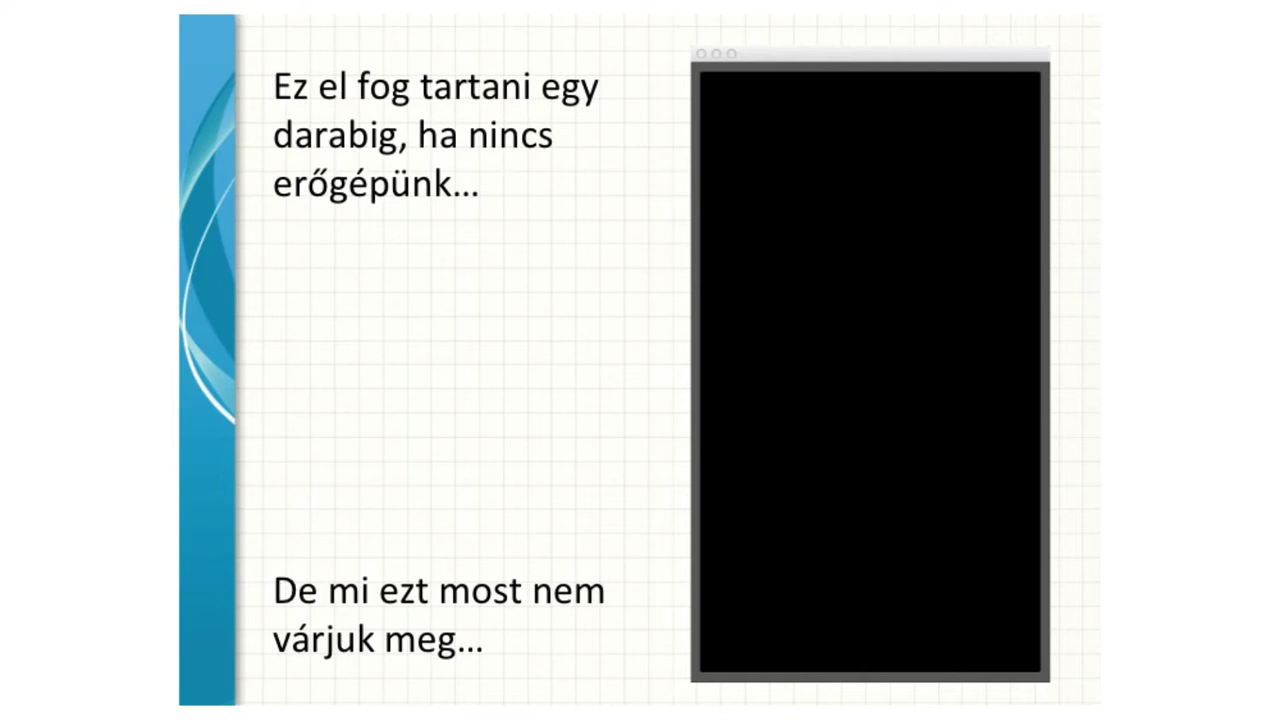 Ez el fog tartani egy
darabig, ha nincs
erőgépünk...
De mi ezt most nem
várjuk meg...